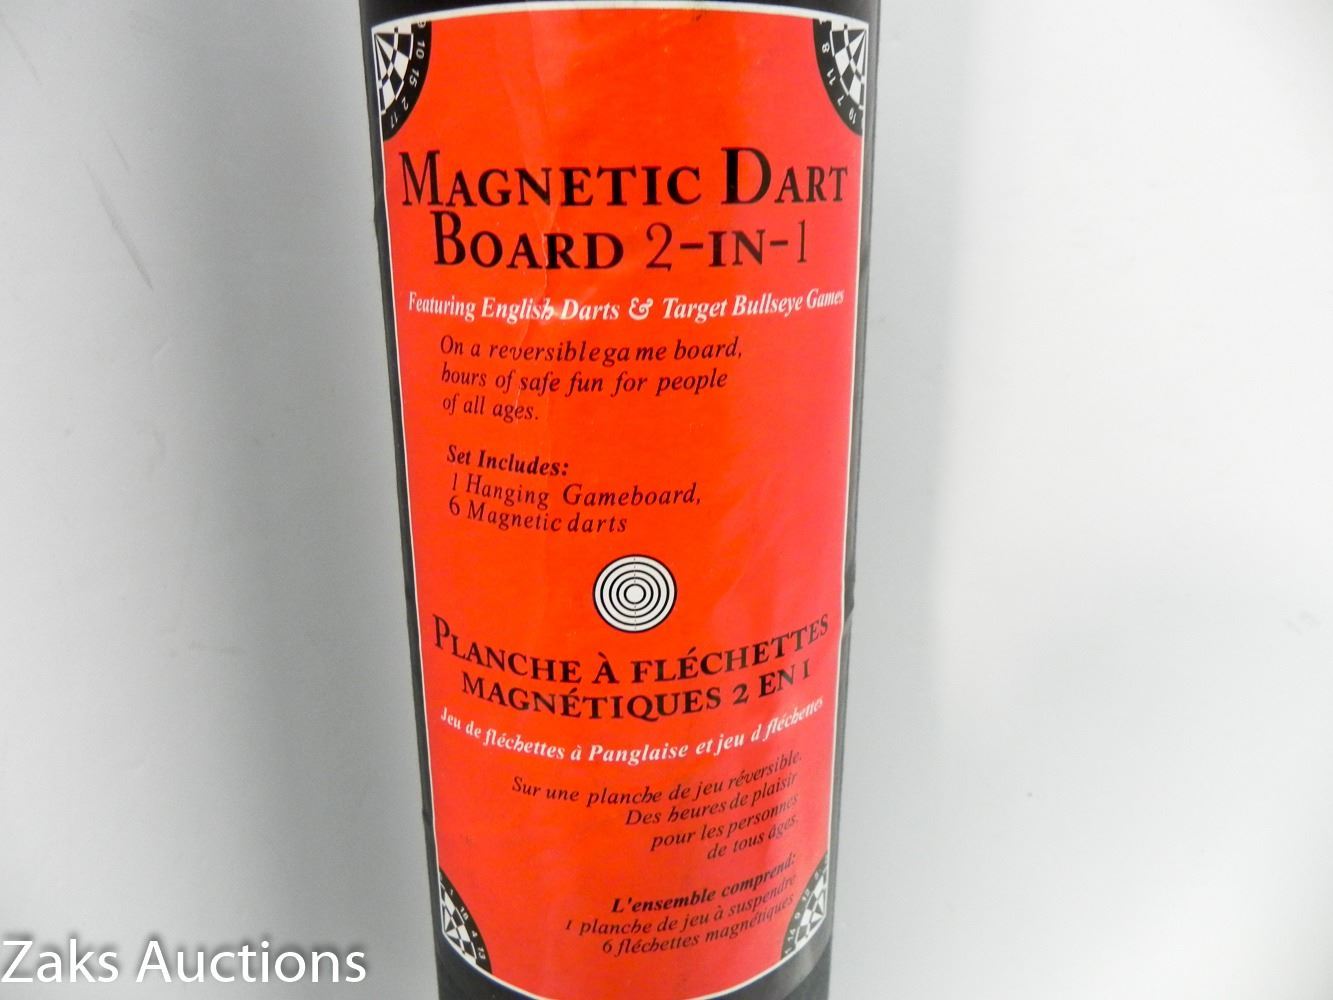 MAGNETIC DART
BOARD 2-IN-1
Featuring English Darts & Target Bullseye Games
On a reversible game board,
hours of safe fun for people
of all ages.
Set Includes:
1 Hanging Gameboard,
6 Magnetic darts
PLANCHE À FLÉCHETTES
MAGNÉTIQUES 2 EN 1
Jeu de fléchettes à Panglaise et jeu d fléchettes
Sur une planche de jeu réversible.
Des heures de plaisir
pour les personnes
de tous âges.
L'ensemble comprend:
1 planche de jeu à suspendre
6 fléchettes magnétiques
Zaks Auctions